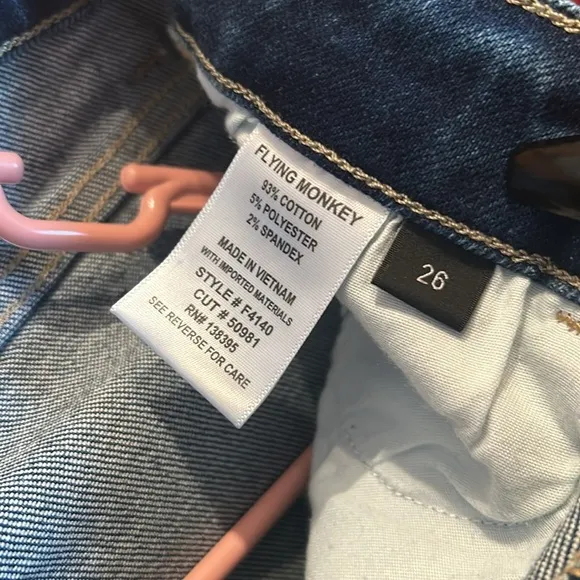 FLYING MONKEY
93% COTTON
5% POLYESTER
2% SPANDEX
MADE IN VIETNAM
WITH IMPORTED MATERIALS
STYLE # F4140
CUT # 50981
RN# 138395
SEE REVERSE FOR CARE
26